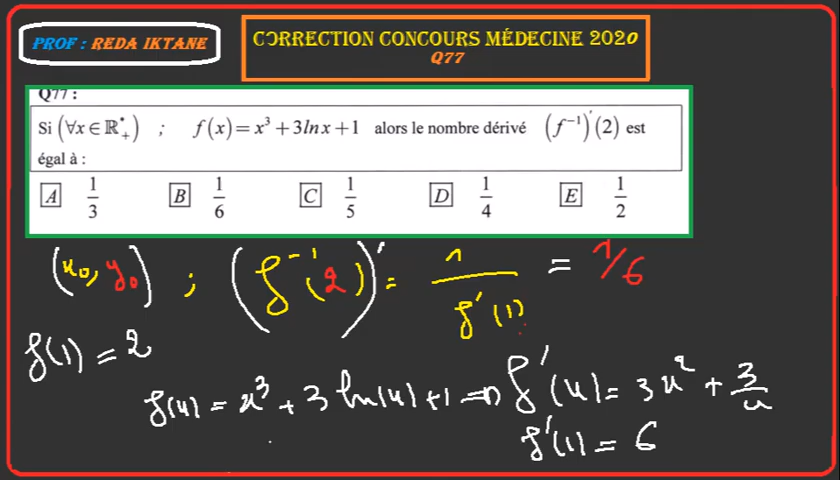 PROF : REDA IKTANE
CORRECTION CONCOURS MÉDECINE 2020
Q77
Q77 :
Si (∀x ∈ ℝ*₊) ; f(x) = x³ + 3lnx + 1 alors le nombre dérivé (f⁻¹)'(2) est
égal à :
A 1/3 B 1/6 C 1/5 D 1/4 E 1/2
(x₀, y₀) ; (f⁻¹(2))' = 1/f'(1) = 1/6
f(1) = 2
f(x) = x³ + 3 ln(x) + 1 ⇒ f'(x) = 3x² + 3/x
f'(1) = 6